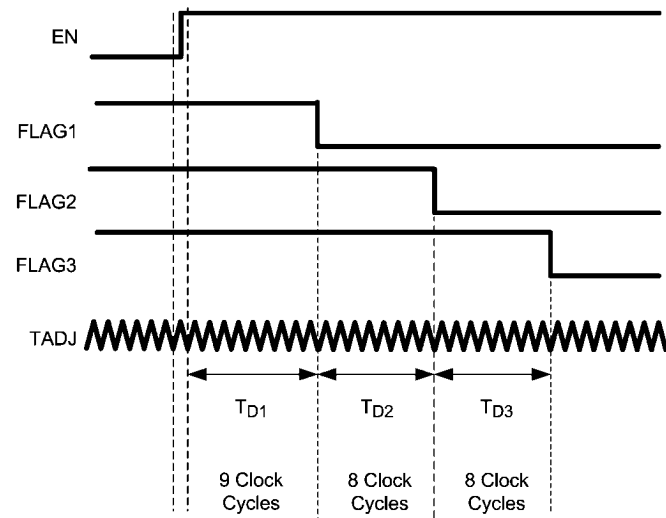 EN
FLAG1
FLAG2
FLAG3
TADJ
TD1 TD2 TD3
9 Clock 8 Clock 8 Clock
Cycles Cycles Cycles